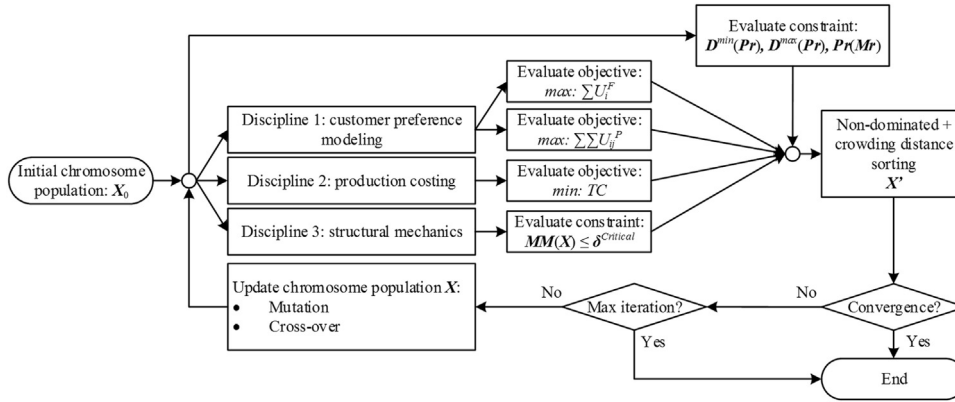 Evaluate constraint:
D^min(Pr), D^max(Pr), Pr(Mr)
Evaluate objective:
max: ∑U_i^F
Discipline 1: customer preference
modeling
Evaluate objective:
max: ∑∑U_ij^P
Non-dominated +
crowding distance
sorting
X'
Initial chromosome
population: X₀
Discipline 2: production costing
Evaluate objective:
min: TC
Discipline 3: structural mechanics
Evaluate constraint:
MM(X) ≤ δ^Critical
Update chromosome population X:
• Mutation
• Cross-over
No
Max iteration?
No
Convergence?
Yes
Yes
End